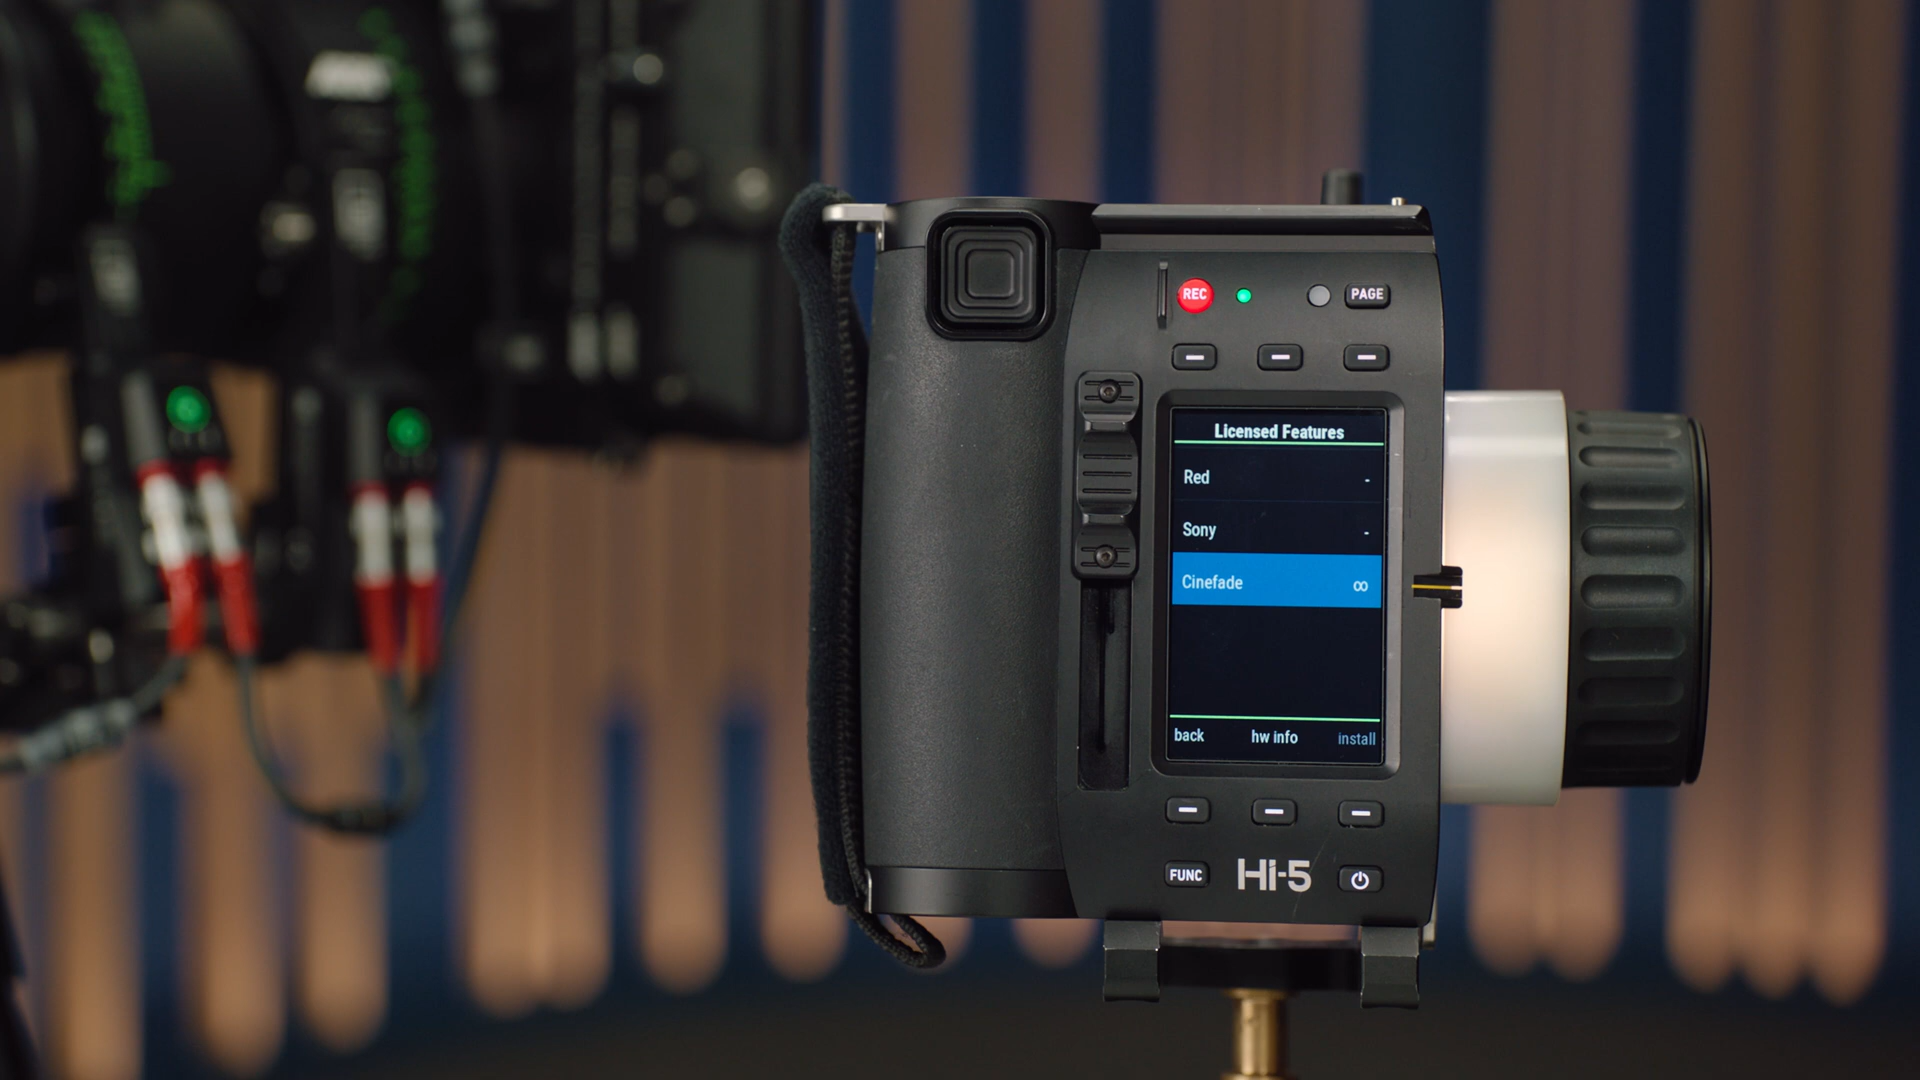 REC PAGE
Licensed Features
Red -
Sony -
Cinefade ∞
back hw info install
FUNC Hi-5